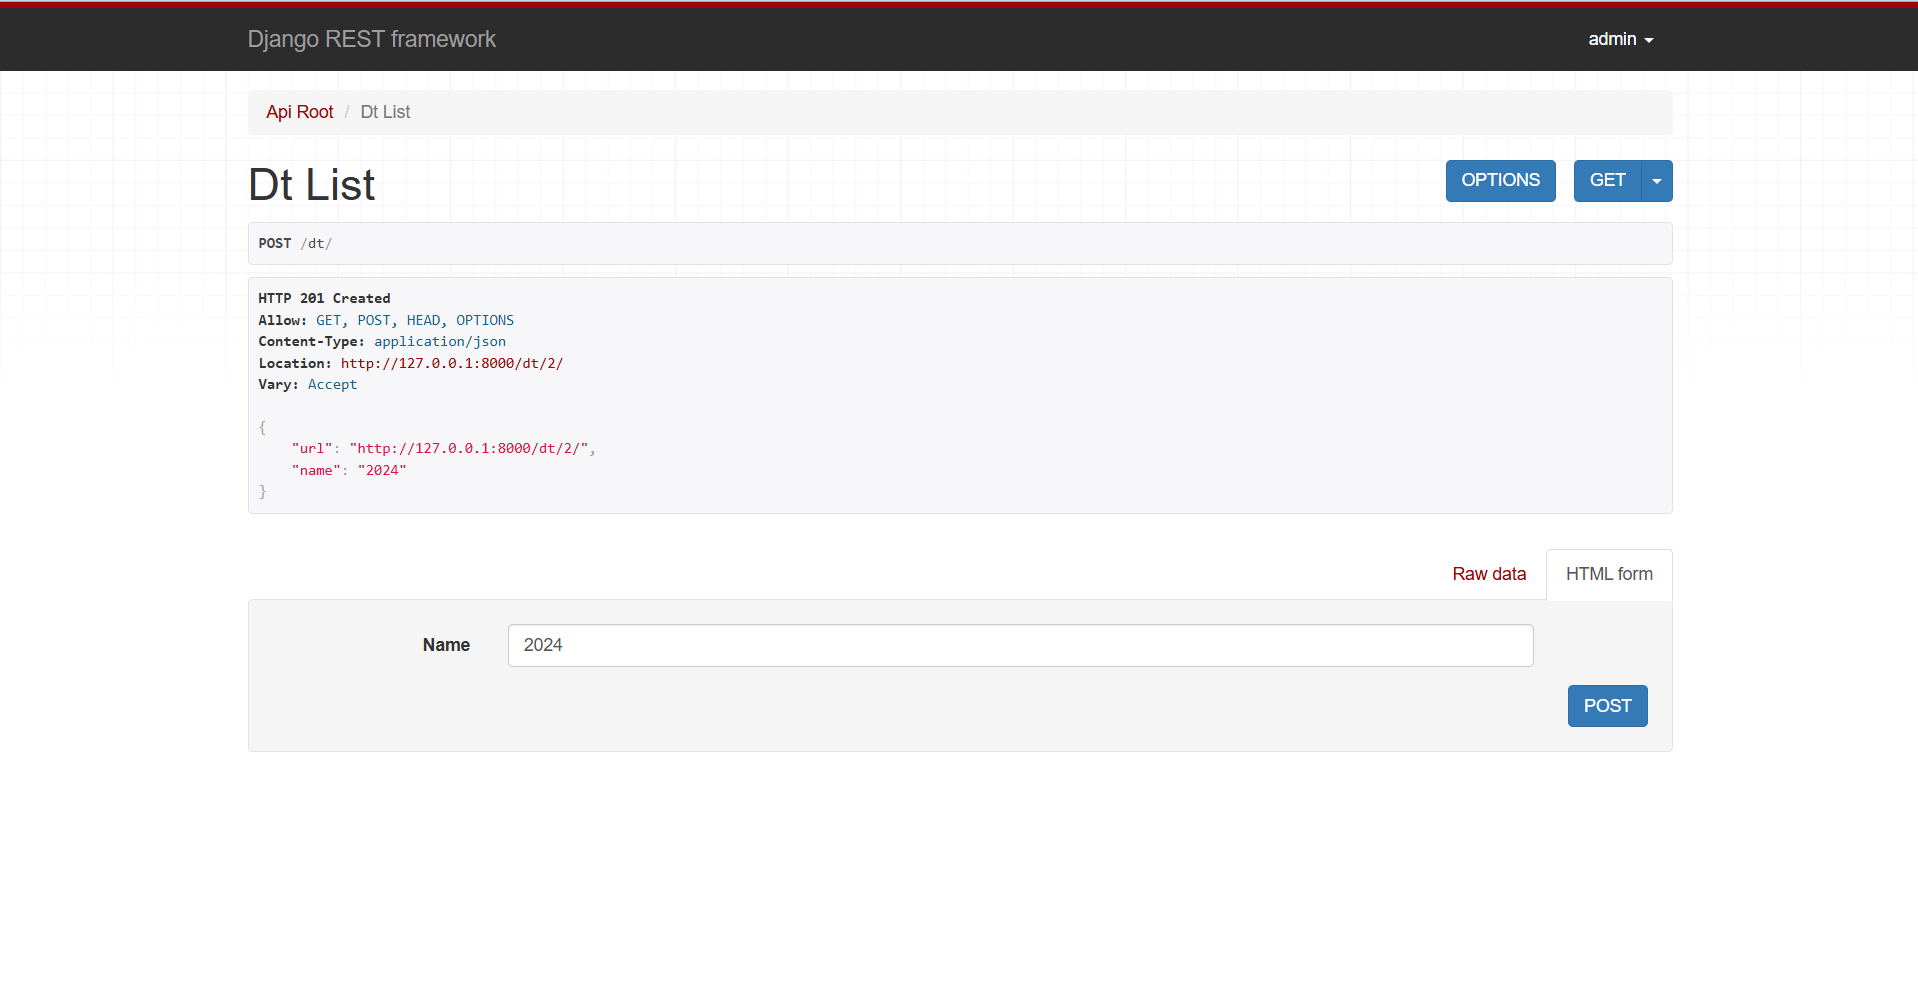 Django REST framework
admin
Api Root / Dt List
Dt List
OPTIONS
GET
POST /dt/
HTTP 201 Created
Allow: GET, POST, HEAD, OPTIONS
Content-Type: application/json
Location: http://127.0.0.1:8000/dt/2/
Vary: Accept
{
    "url": "http://127.0.0.1:8000/dt/2/",
    "name": "2024"
}
Raw data
HTML form
Name
2024
POST